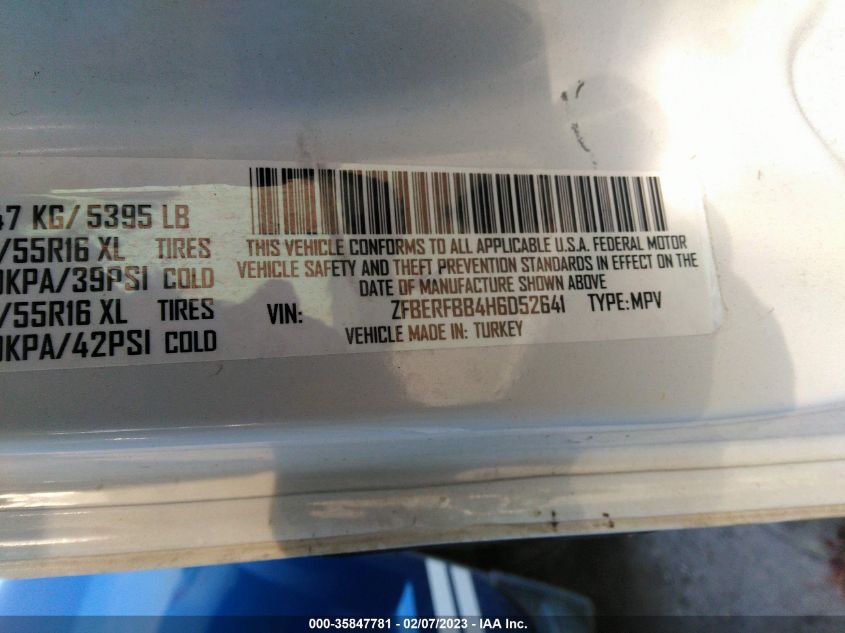 47 KG/ 5395 LB
/55R16 XL TIRES
0KPA/39PSI COLD
/55R16 XL TIRES
0KPA/42PSI COLD
THIS VEHICLE CONFORMS TO ALL APPLICABLE U.S.A. FEDERAL MOTOR
VEHICLE SAFETY AND THEFT PREVENTION STANDARDS IN EFFECT ON THE
DATE OF MANUFACTURE SHOWN ABOVE
VIN: ZFBERFBB4H6D52641 TYPE: MPV
VEHICLE MADE IN: TURKEY
000-35847781 - 02/07/2023 - IAA Inc.